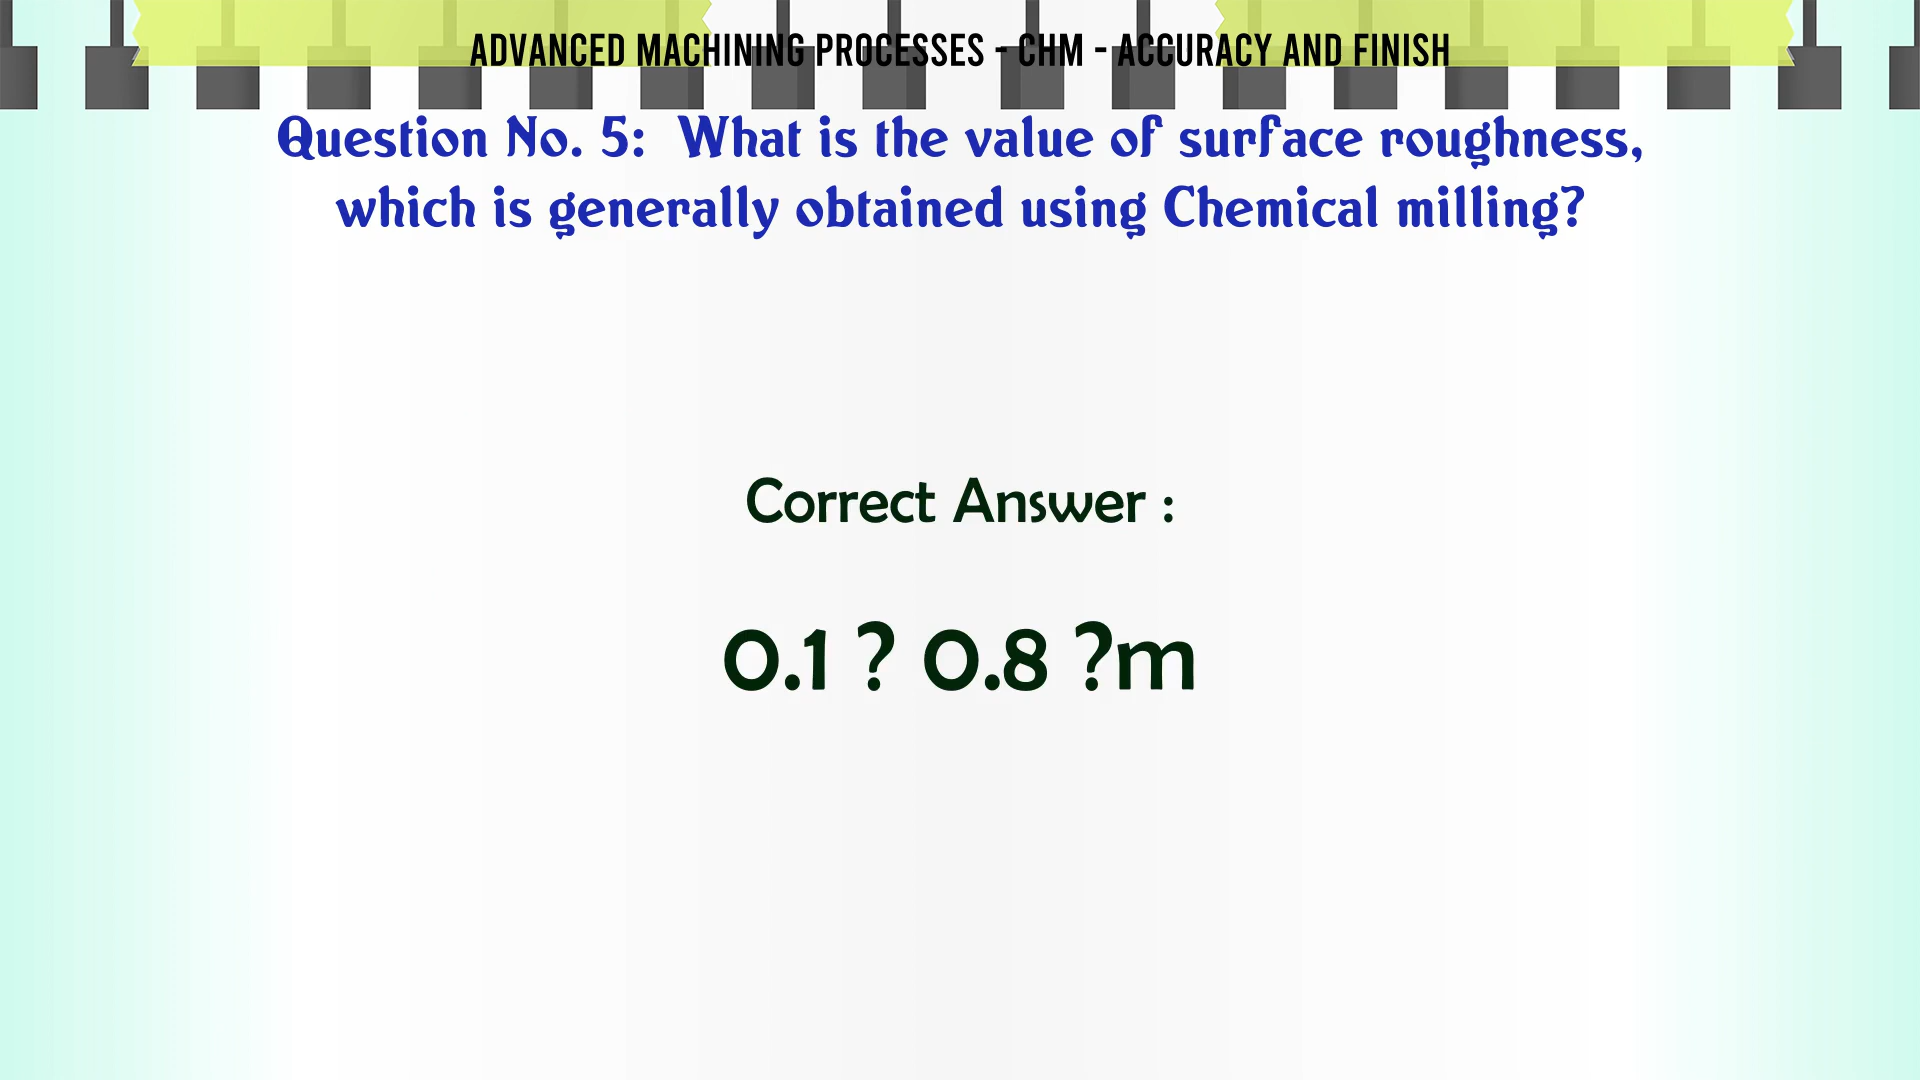 ADVANCED MACHINING PROCESSES - CHM - ACCURACY AND FINISH
Question No. 5:  What is the value of surface roughness,
which is generally obtained using Chemical milling?
Correct Answer :
0.1 ? 0.8 ?m